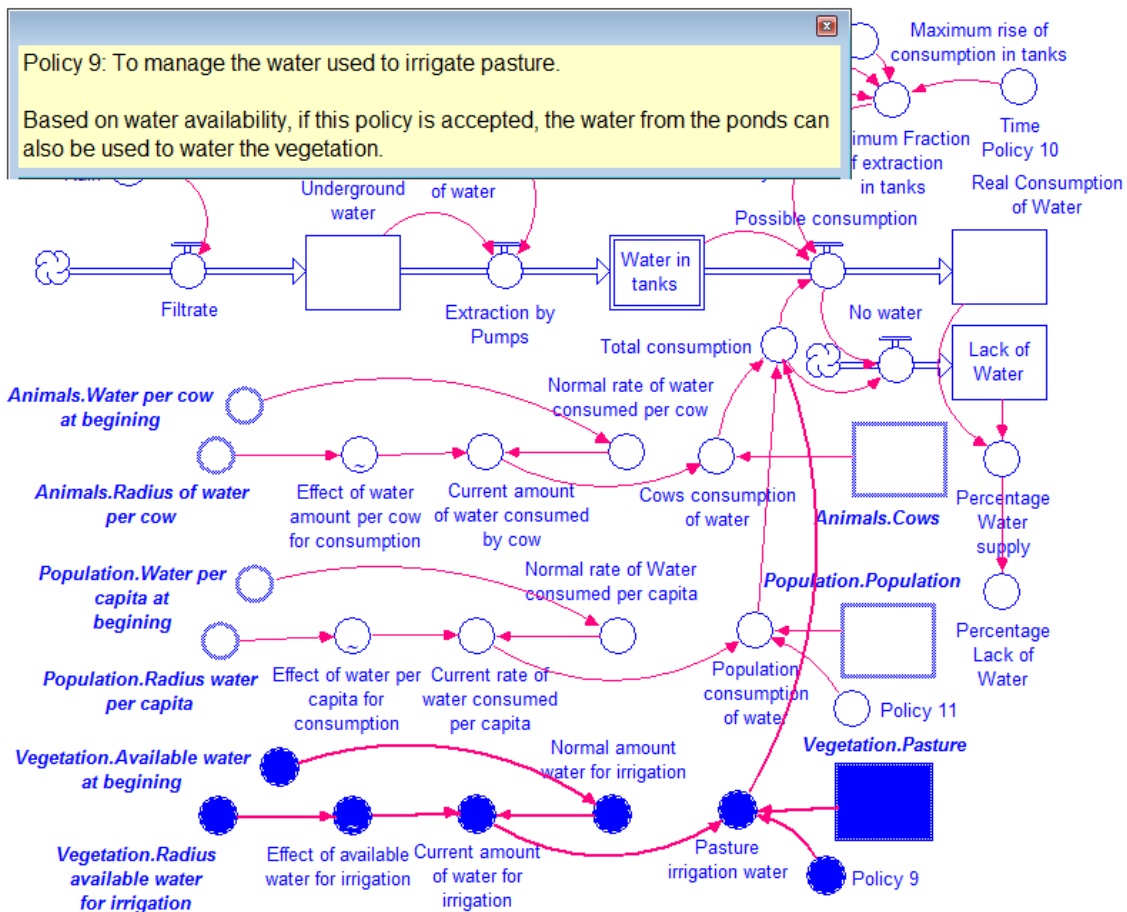 Policy 9: To manage the water used to irrigate pasture.
Based on water availability, if this policy is accepted, the water from the ponds can
also be used to water the vegetation.
Maximum rise of
consumption in tanks
Time
Policy 10
Fraction
extraction
in tanks
Real Consumption
of Water
Underground
water
of water
Possible consumption
Filtrate
Extraction by
Pumps
Water in
tanks
No water
Total consumption
Lack of
Water
Animals.Water per cow
at begining
Normal rate of water
consumed per cow
Animals.Radius of water
per cow
Effect of water
amount per cow
for consumption
Current amount
of water consumed
by cow
Cows consumption
of water
Animals.Cows
Percentage
Water
supply
Population.Water per
capita at
begining
Normal rate of Water
consumed per capita
Population.Population
Population.Radius water
per capita
Effect of water per
capita for
consumption
Current rate of
water consumed
per capita
Population
consumption
of water
Policy 11
Percentage
Lack of
Water
Vegetation.Available water
at begining
Normal amount
water for irrigation
Vegetation.Pasture
Vegetation.Radius
available water
for irrigation
Effect of available
water for irrigation
Current amount
of water for
irrigation
Pasture
irrigation water
Policy 9